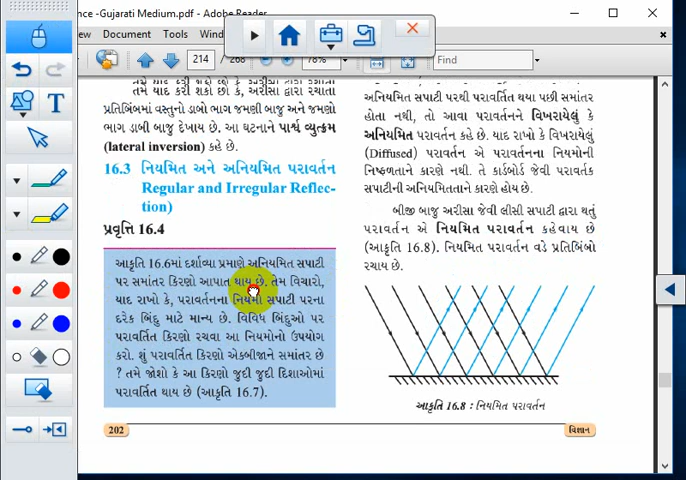 nce -Gujarati Medium.pdf - Adobe Reader
ew Document Tools Window Help
214 / 268 78% Find
તમે યાદ કરી શકો છો કે અરીસા દ્વારા રચાતા
પ્રતિબિંબમાં વસ્તુનો ડાબો ભાગ જમણી બાજુ અને જમણો
ભાગ ડાબી બાજુ દેખાય છે. આ ઘટનાને પાર્શ્વ વ્યુત્ક્રમ
(lateral inversion) કહે છે.
16.3 નિયમિત અને અનિયમિત પરાવર્તન
Regular and Irregular Reflec-
tion)
પ્રવૃત્તિ 16.4
આકૃતિ 16.6માં દર્શાવ્યા પ્રમાણે અનિયમિત સપાટી
પર સમાંતર કિરણો આપાત થાય છે. તેમ વિચારો,
યાદ રાખો કે, પરાવર્તનના નિયમો સપાટી પરના
દરેક બિંદુ માટે માન્ય છે. વિવિધ બિંદુઓ પર
પરાવર્તિત કિરણો રચવા આ નિયમોનો ઉપયોગ
કરો. શું પરાવર્તિત કિરણો એકબીજાને સમાંતર છે
? તમે જોશો કે આ કિરણો જુદી જુદી દિશાઓમાં
પરાવર્તિત થાય છે (આકૃતિ 16.7).
202
અનિયમિત સપાટી પરથી પરાવર્તિત થયા પછી સમાંતર
હોતા નથી, તો આવા પરાવર્તનને વિખરાયેલું કે
અનિયમિત પરાવર્તન કહે છે. યાદ રાખો કે વિખરાયેલું
(Diffused) પરાવર્તન એ પરાવર્તનના નિયમોની
નિષ્ફળતાને કારણે નથી. તે કાર્ડબોર્ડ જેવી પરાવર્તક
સપાટીની અનિયમિતતાને કારણે હોય છે.
બીજી બાજુ અરીસા જેવી લીસી સપાટી દ્વારા થતું
પરાવર્તન એ નિયમિત પરાવર્તન કહેવાય છે
(આકૃતિ 16.8). નિયમિત પરાવર્તન વડે પ્રતિબિંબો
રચાય છે.
આકૃતિ 16.8 : નિયમિત પરાવર્તન
વિજ્ઞાન